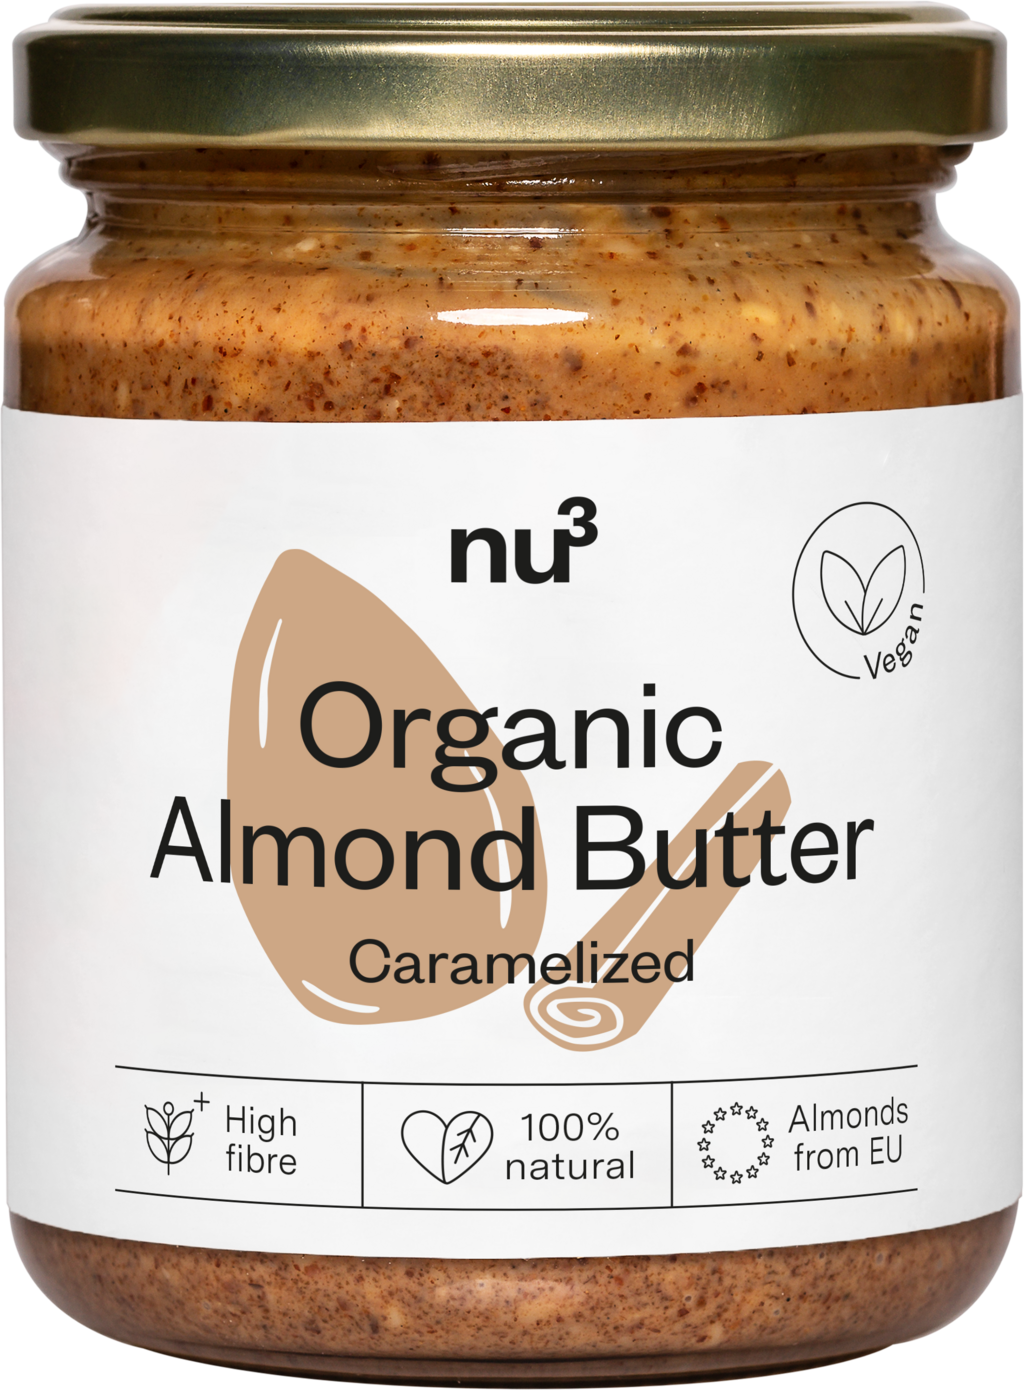 nu³
Vegan
Organic
Almond Butter
Caramelized
High
fibre
100%
natural
Almonds
from EU